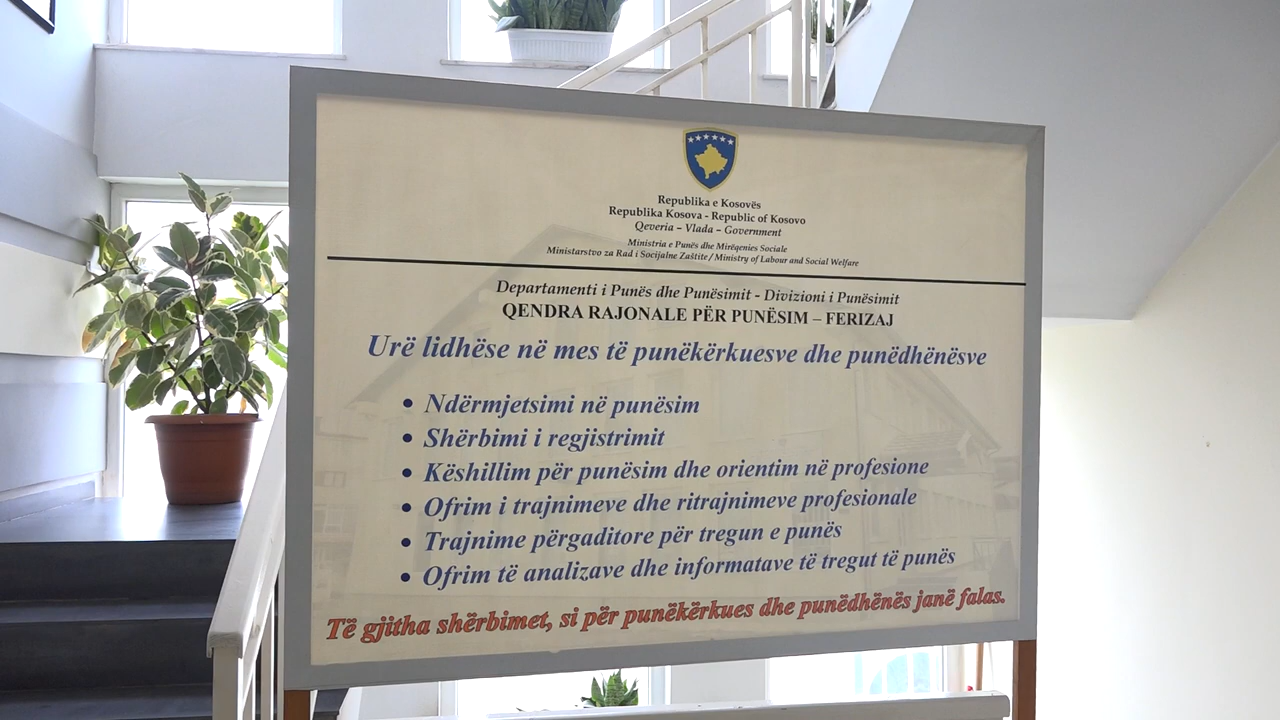 Republika e Kosovës
Republika Kosova - Republic of Kosovo
Qeveria – Vlada – Government
Ministria e Punës dhe Mirëqenies Sociale
Ministarstvo za Rad i Socijalne Zaštite / Ministry of Labour and Social Welfare
Departamenti i Punës dhe Punësimit - Divizioni i Punësimit
QENDRA RAJONALE PËR PUNËSIM – FERIZAJ
Urë lidhëse në mes të punëkërkuesve dhe punëdhënësve
• Ndërmjetsimi në punësim
• Shërbimi i regjistrimit
• Këshillim për punësim dhe orientim në profesione
• Ofrim i trajnimeve dhe ritrajnimeve profesionale
• Trajnime përgaditore për tregun e punës
• Ofrim të analizave dhe informatave të tregut të punës
Të gjitha shërbimet, si për punëkërkues dhe punëdhënës janë falas.